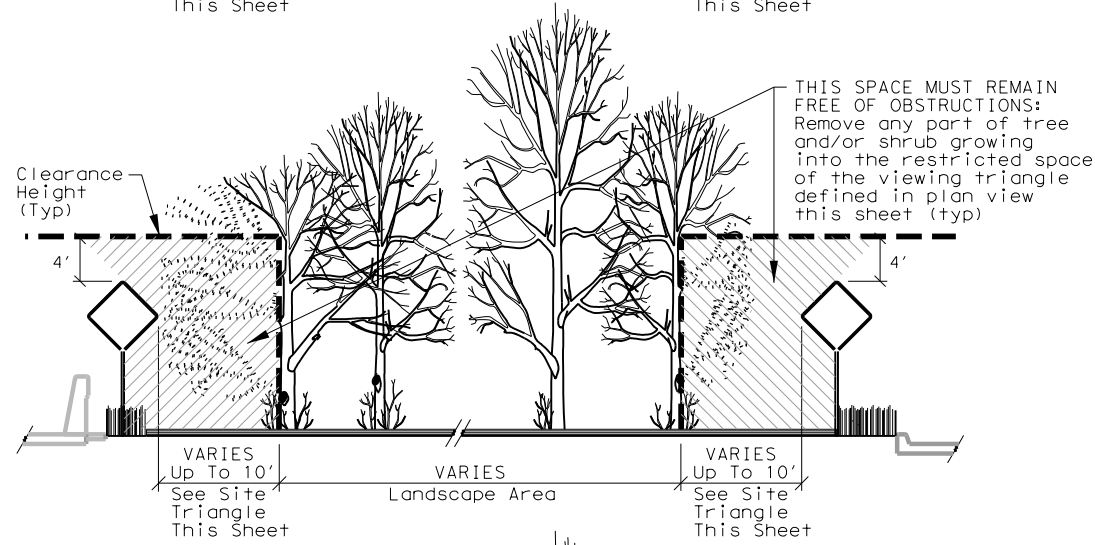 This Sheet
This Sheet
THIS SPACE MUST REMAIN
FREE OF OBSTRUCTIONS:
Remove any part of tree
and/or shrub growing
into the restricted space
of the viewing triangle
defined in plan view
this sheet (typ)
Clearance
Height
(Typ)
4'
4'
VARIES
Up To 10'
See Site
Triangle
This Sheet
VARIES
Landscape Area
VARIES
Up To 10'
See Site
Triangle
This Sheet